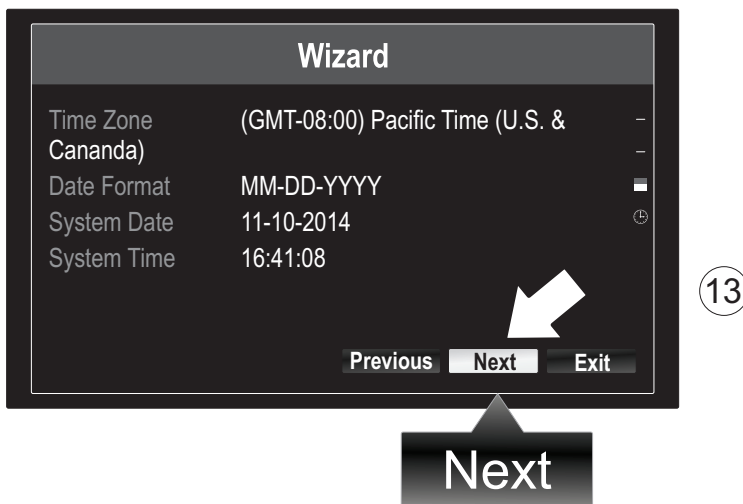 Wizard
Time Zone (GMT-08:00) Pacific Time (U.S. &
Cananda)
Date Format MM-DD-YYYY
System Date 11-10-2014
System Time 16:41:08
13
Previous Next Exit
Next